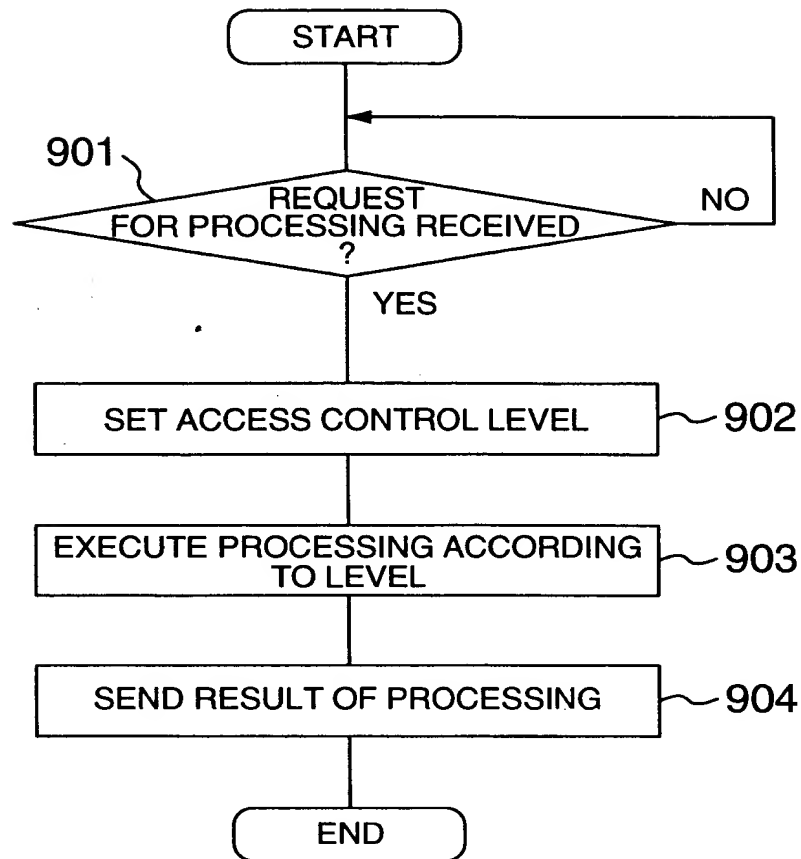 START
901
REQUEST
FOR PROCESSING RECEIVED
?
NO
YES
SET ACCESS CONTROL LEVEL
902
EXECUTE PROCESSING ACCORDING
TO LEVEL
903
SEND RESULT OF PROCESSING
904
END